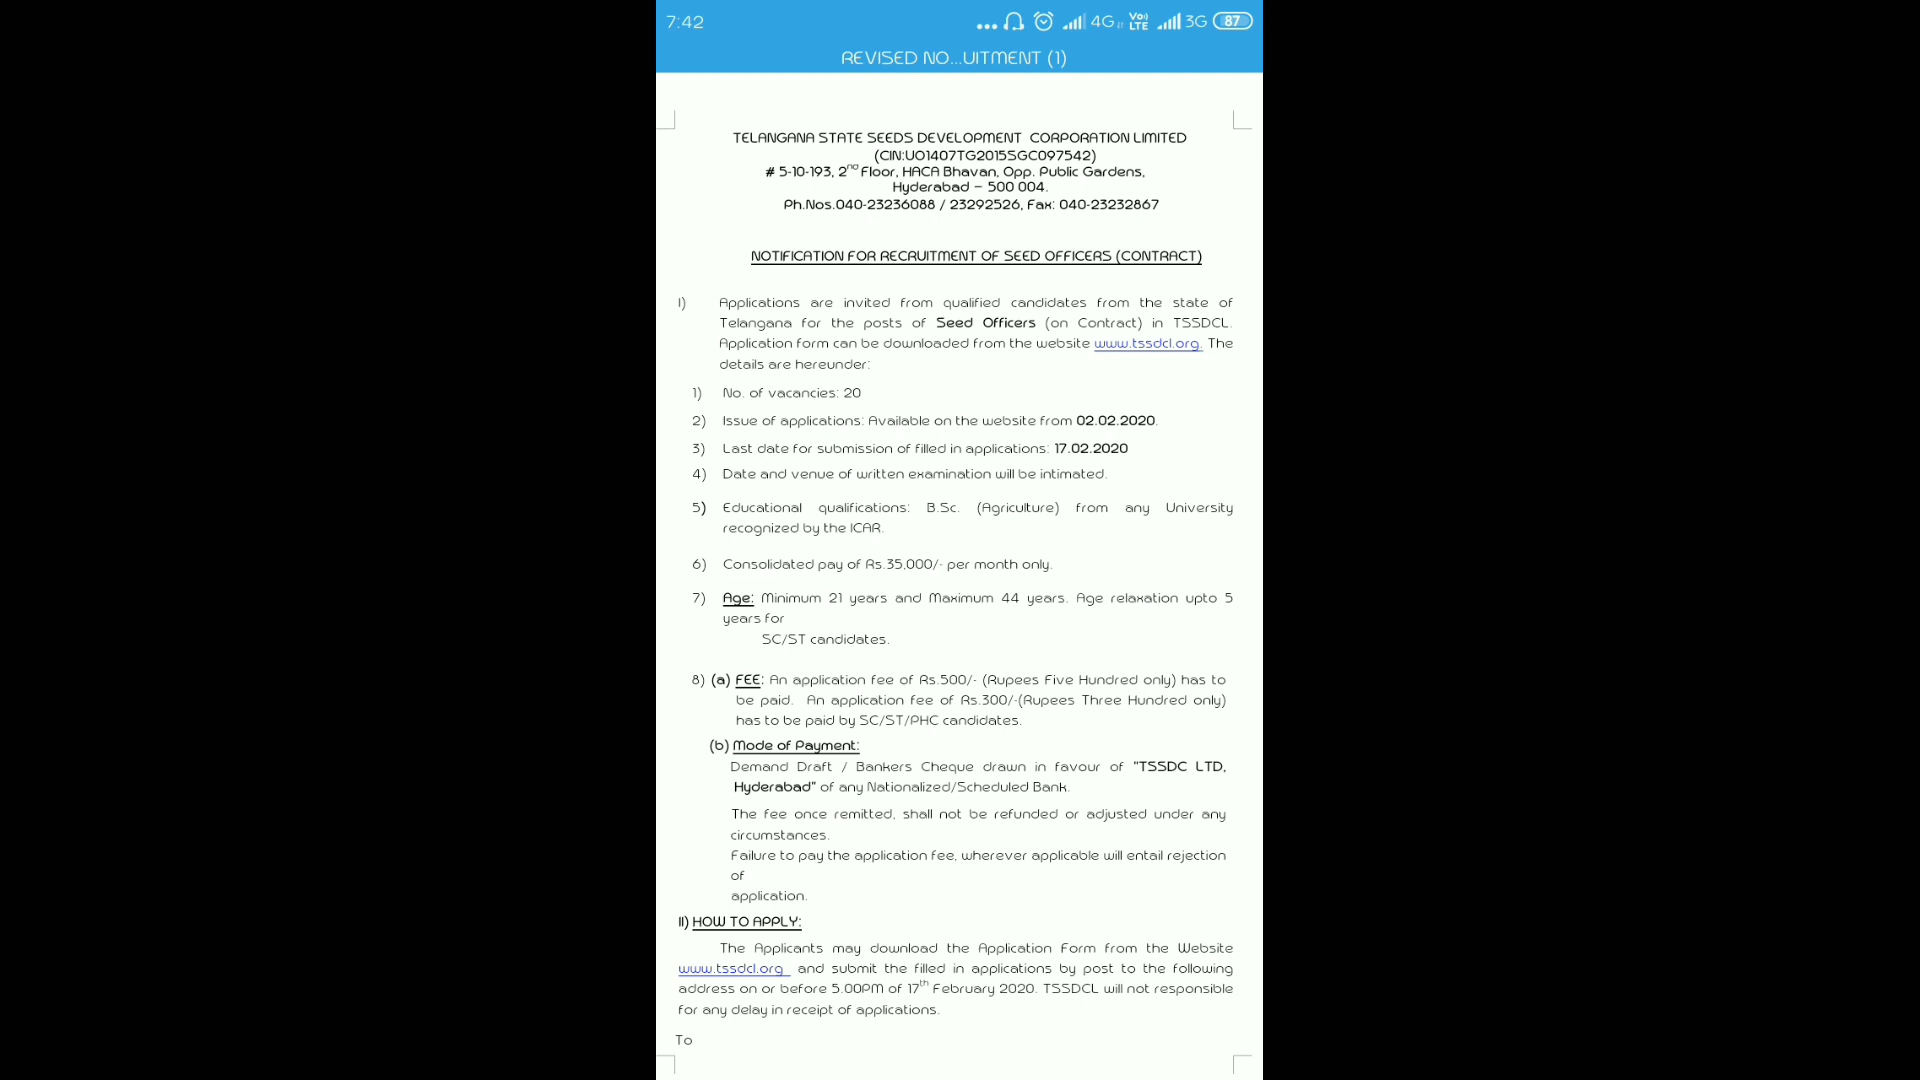 7:42
... 4G Vo) LTE 3G 87
REVISED NO...UITMENT (1)
TELANGANA STATE SEEDS DEVELOPMENT CORPORATION LIMITED
(CIN:UO1407TG2015SGC097542)
# 5-10-193, 2nd Floor, HACA Bhavan, Opp. Public Gardens,
Hyderabad – 500 004.
Ph.Nos.040-23236088 / 23292526, Fax: 040-23232867
NOTIFICATION FOR RECRUITMENT OF SEED OFFICERS (CONTRACT)
I) Applications are invited from qualified candidates from the state of
Telangana for the posts of Seed Officers (on Contract) in TSSDCL.
Application form can be downloaded from the website www.tssdcl.org. The
details are hereunder:
1) No. of vacancies: 20
2) Issue of applications: Available on the website from 02.02.2020.
3) Last date for submission of filled in applications: 17.02.2020
4) Date and venue of written examination will be intimated.
5) Educational qualifications: B.Sc. (Agriculture) from any University
recognized by the ICAR.
6) Consolidated pay of Rs.35,000/- per month only.
7) Age: Minimum 21 years and Maximum 44 years. Age relaxation upto 5
years for
SC/ST candidates.
8) (a) FEE: An application fee of Rs.500/- (Rupees Five Hundred only) has to
be paid. An application fee of Rs.300/-(Rupees Three Hundred only)
has to be paid by SC/ST/PHC candidates.
(b) Mode of Payment:
Demand Draft / Bankers Cheque drawn in favour of "TSSDC LTD,
Hyderabad" of any Nationalized/Scheduled Bank.
The fee once remitted, shall not be refunded or adjusted under any
circumstances.
Failure to pay the application fee, wherever applicable will entail rejection
of
application.
II) HOW TO APPLY:
The Applicants may download the Application Form from the Website
www.tssdcl.org and submit the filled in applications by post to the following
address on or before 5.00PM of 17th February 2020. TSSDCL will not responsible
for any delay in receipt of applications.
To